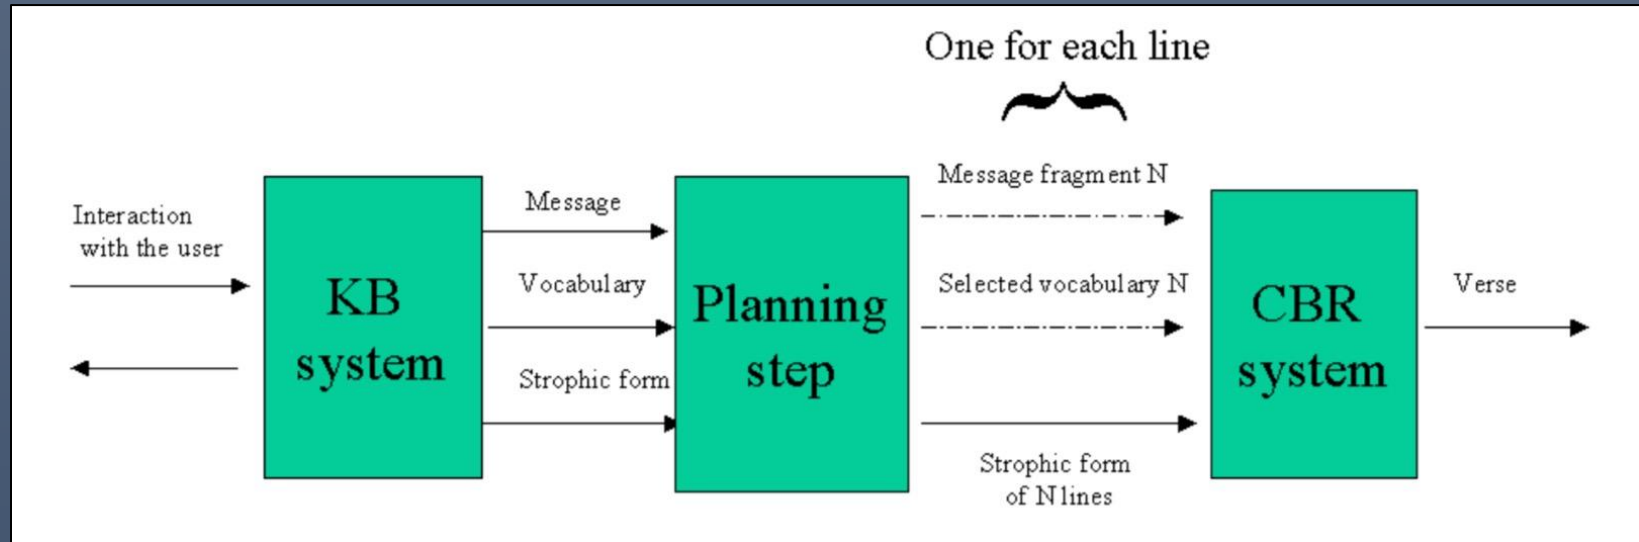 One for each line
Interaction
with the user
KB
system
Message
Vocabulary
Strophic form
Planning
step
Message fragment N
Selected vocabulary N
Strophic form
of N lines
CBR
system
Verse